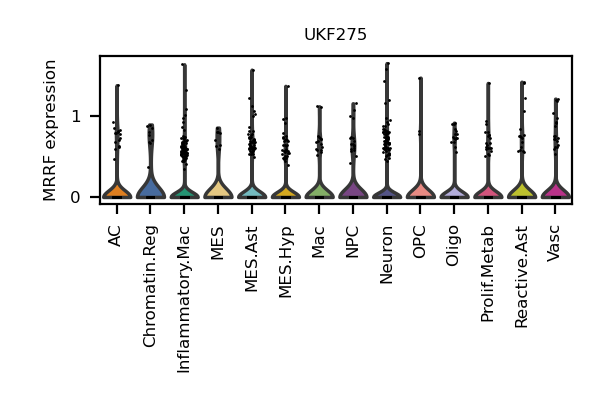 UKF275
MRRF expression
1
0
AC
Chromatin.Reg
Inflammatory.Mac
MES
MES.Ast
MES.Hyp
Mac
NPC
Neuron
OPC
Oligo
Prolif.Metab
Reactive.Ast
Vasc